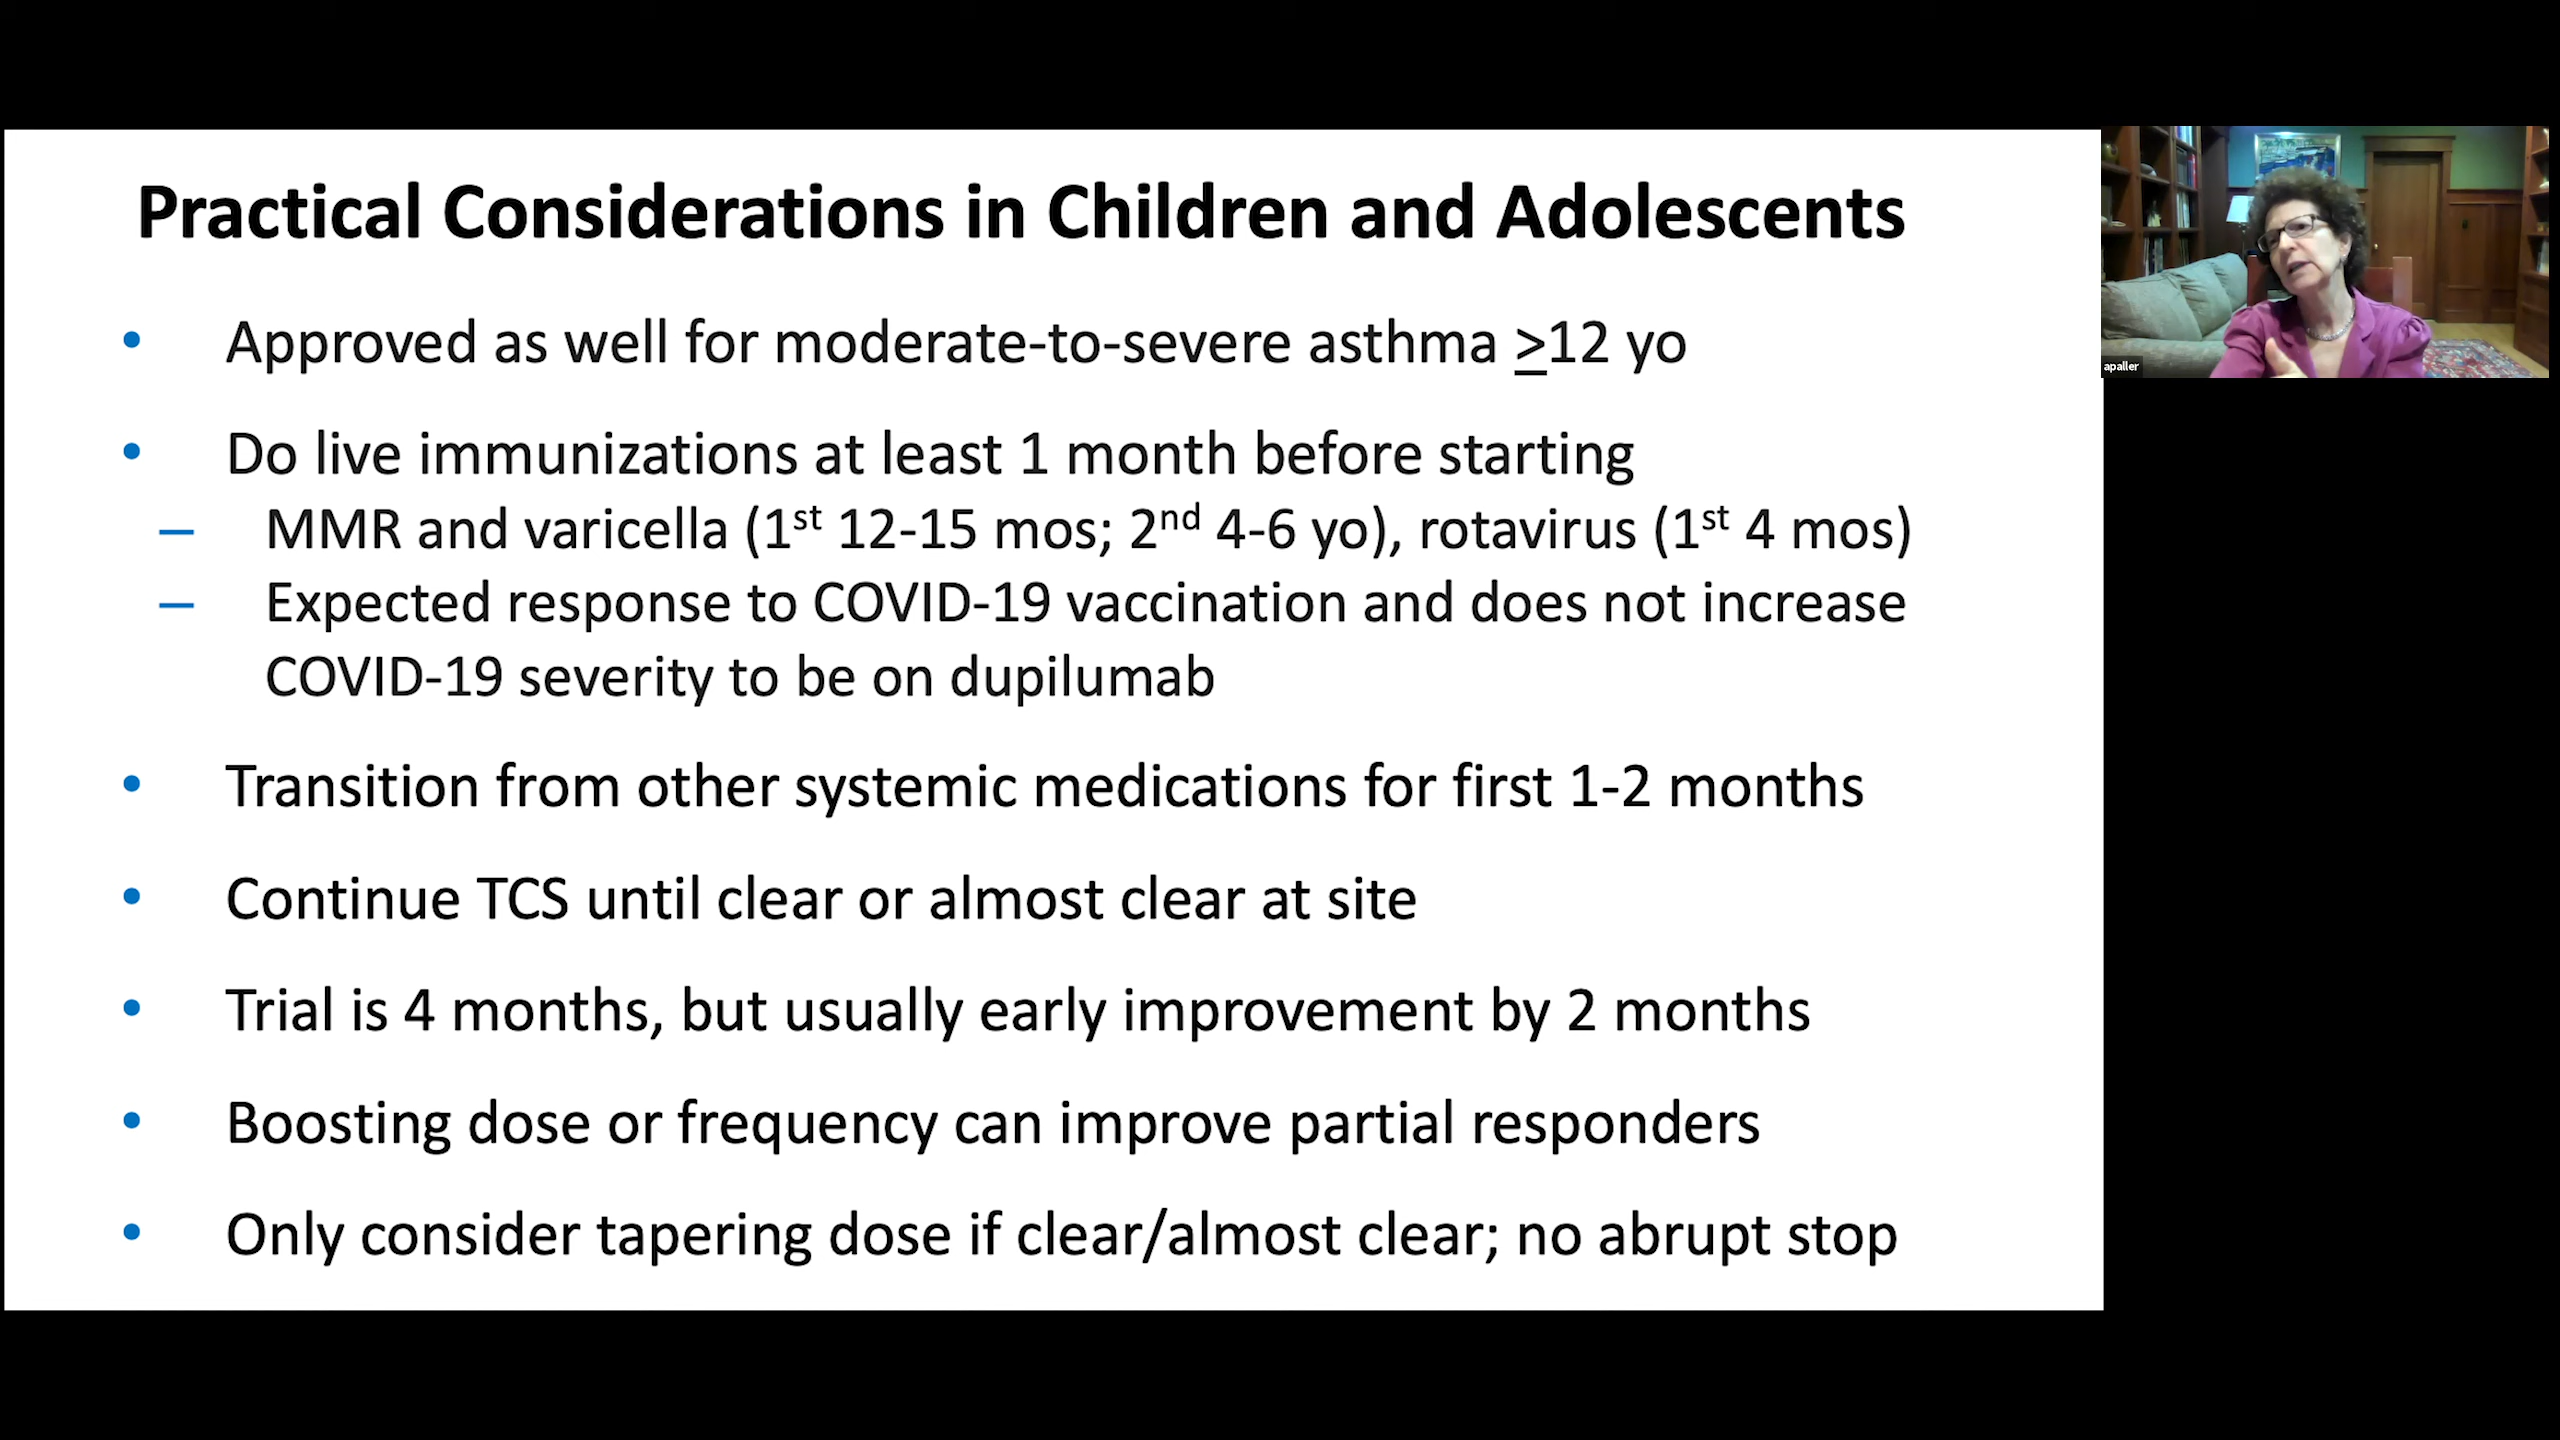 Practical Considerations in Children and Adolescents
• Approved as well for moderate-to-severe asthma ≥12 yo
• Do live immunizations at least 1 month before starting
– MMR and varicella (1st 12-15 mos; 2nd 4-6 yo), rotavirus (1st 4 mos)
– Expected response to COVID-19 vaccination and does not increase
COVID-19 severity to be on dupilumab
• Transition from other systemic medications for first 1-2 months
• Continue TCS until clear or almost clear at site
• Trial is 4 months, but usually early improvement by 2 months
• Boosting dose or frequency can improve partial responders
• Only consider tapering dose if clear/almost clear; no abrupt stop
apaller